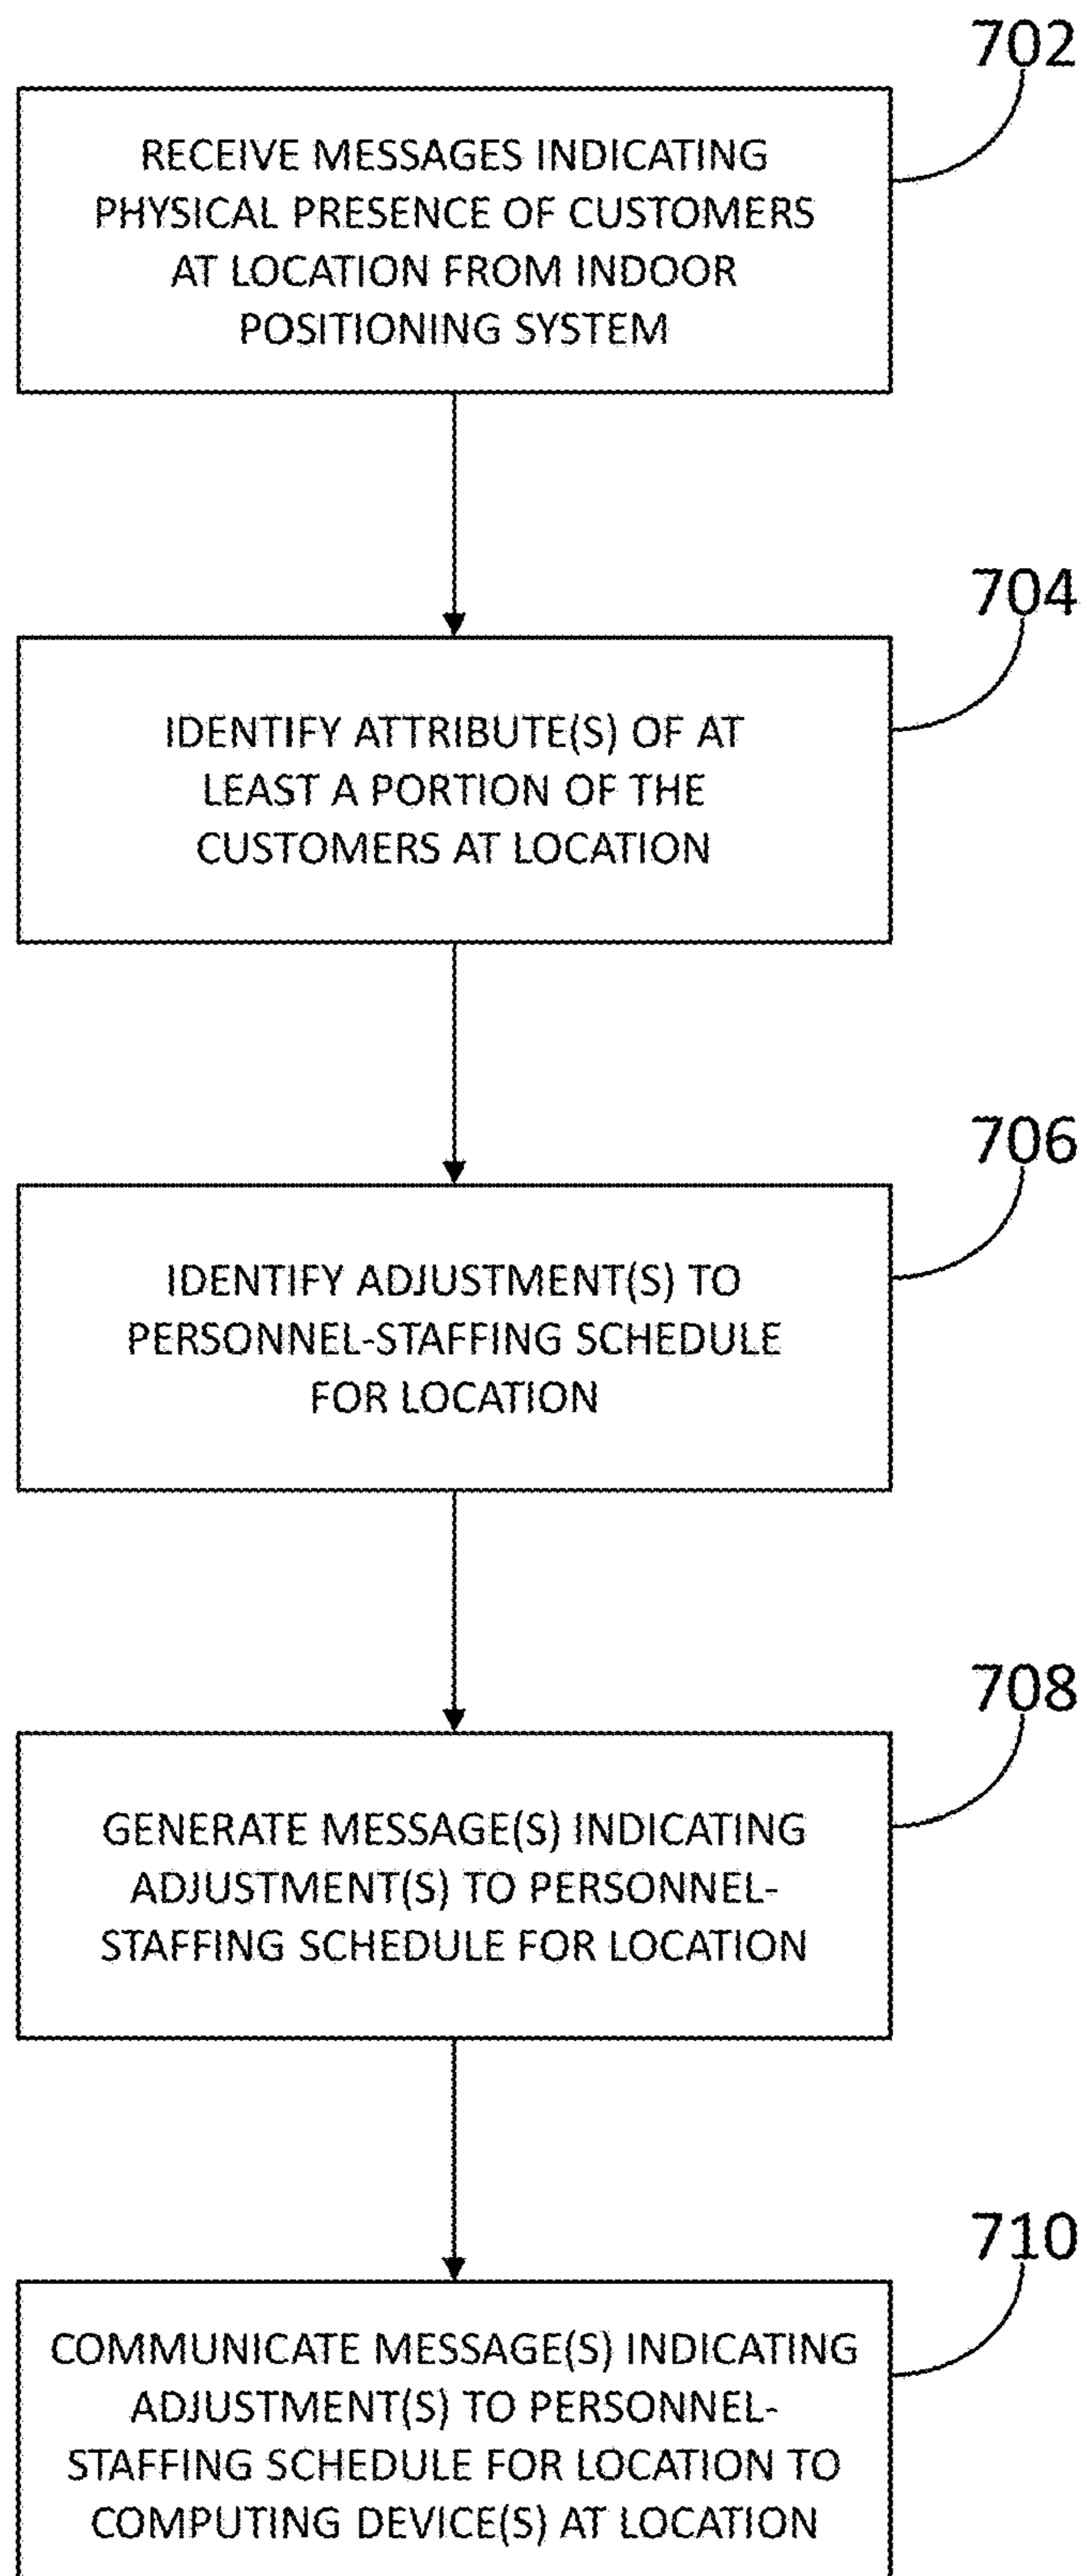 702
RECEIVE MESSAGES INDICATING
PHYSICAL PRESENCE OF CUSTOMERS
AT LOCATION FROM INDOOR
POSITIONING SYSTEM
704
IDENTIFY ATTRIBUTE(S) OF AT
LEAST A PORTION OF THE
CUSTOMERS AT LOCATION
706
IDENTIFY ADJUSTMENT(S) TO
PERSONNEL-STAFFING SCHEDULE
FOR LOCATION
708
GENERATE MESSAGE(S) INDICATING
ADJUSTMENT(S) TO PERSONNEL-
STAFFING SCHEDULE FOR LOCATION
710
COMMUNICATE MESSAGE(S) INDICATING
ADJUSTMENT(S) TO PERSONNEL-
STAFFING SCHEDULE FOR LOCATION TO
COMPUTING DEVICE(S) AT LOCATION